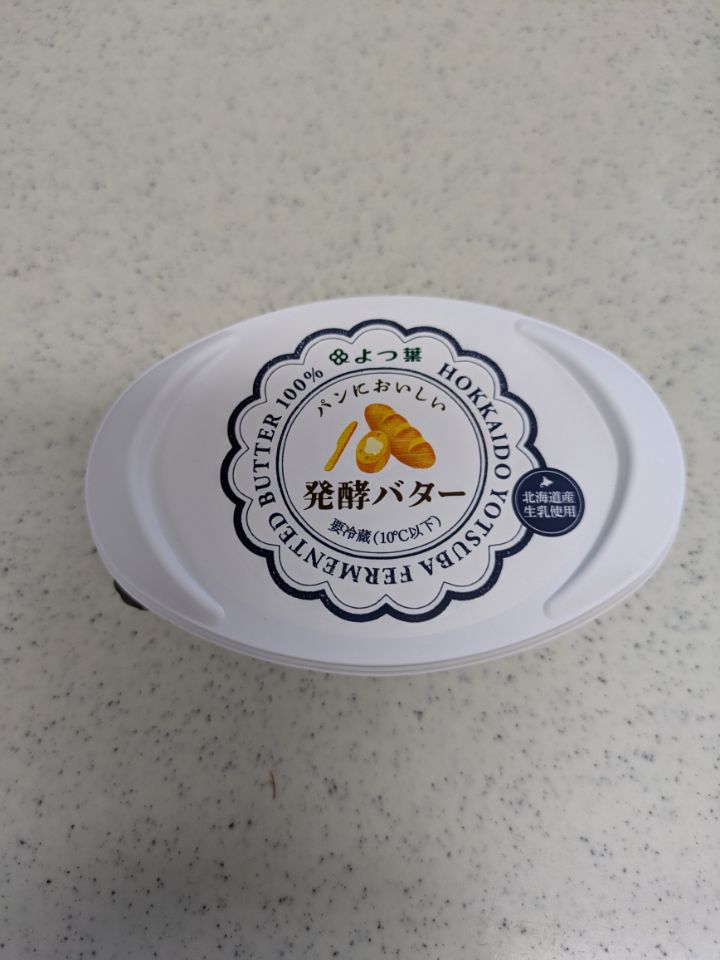 よつ葉
HOKKAIDO YOTSUBA FERMENTED BUTTER 100%
パンにおいしい
発酵バター
要冷蔵(10℃以下)
北海道産
生乳使用